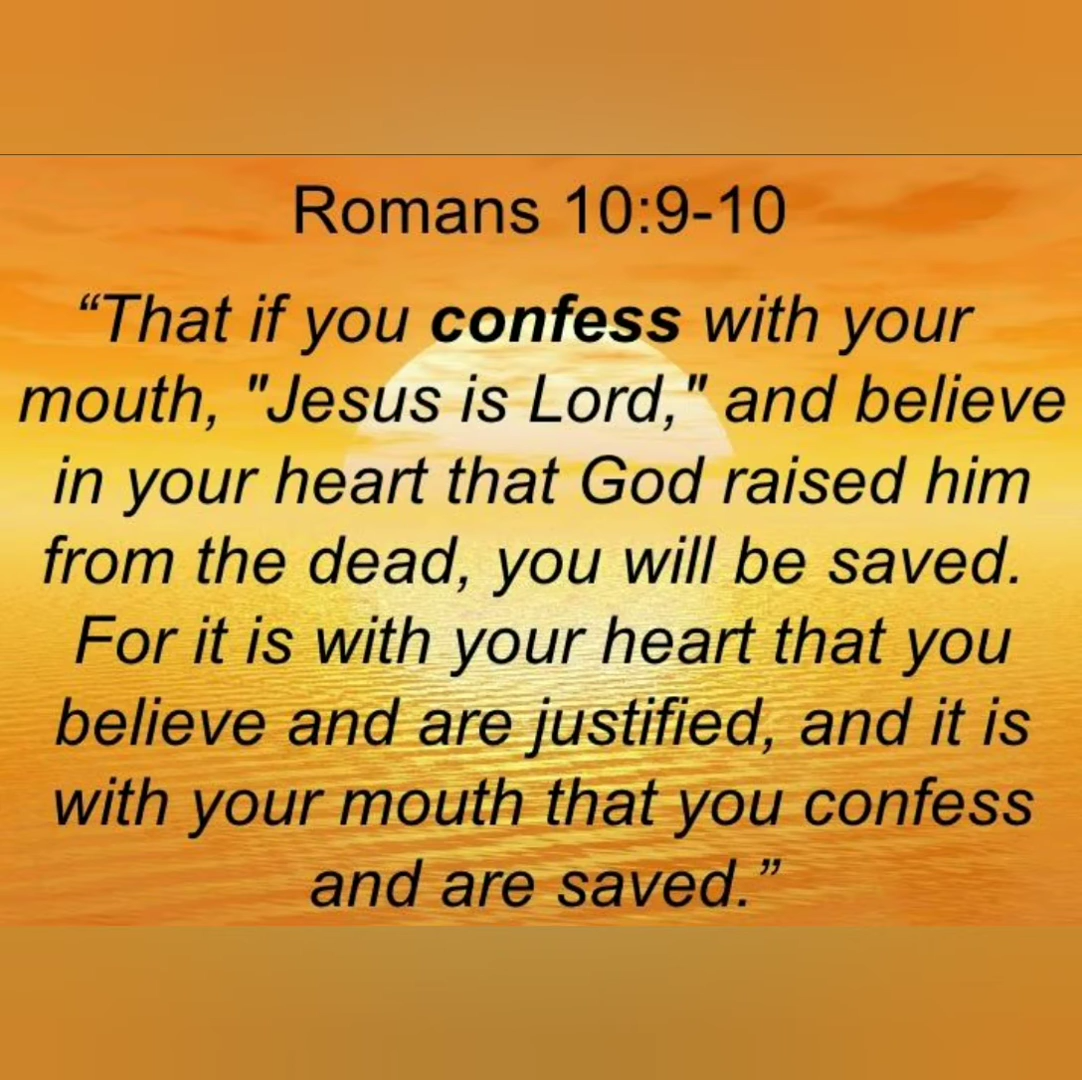 Romans 10:9-10
“That if you confess with your
mouth, "Jesus is Lord," and believe
in your heart that God raised him
from the dead, you will be saved.
For it is with your heart that you
believe and are justified, and it is
with your mouth that you confess
and are saved.”